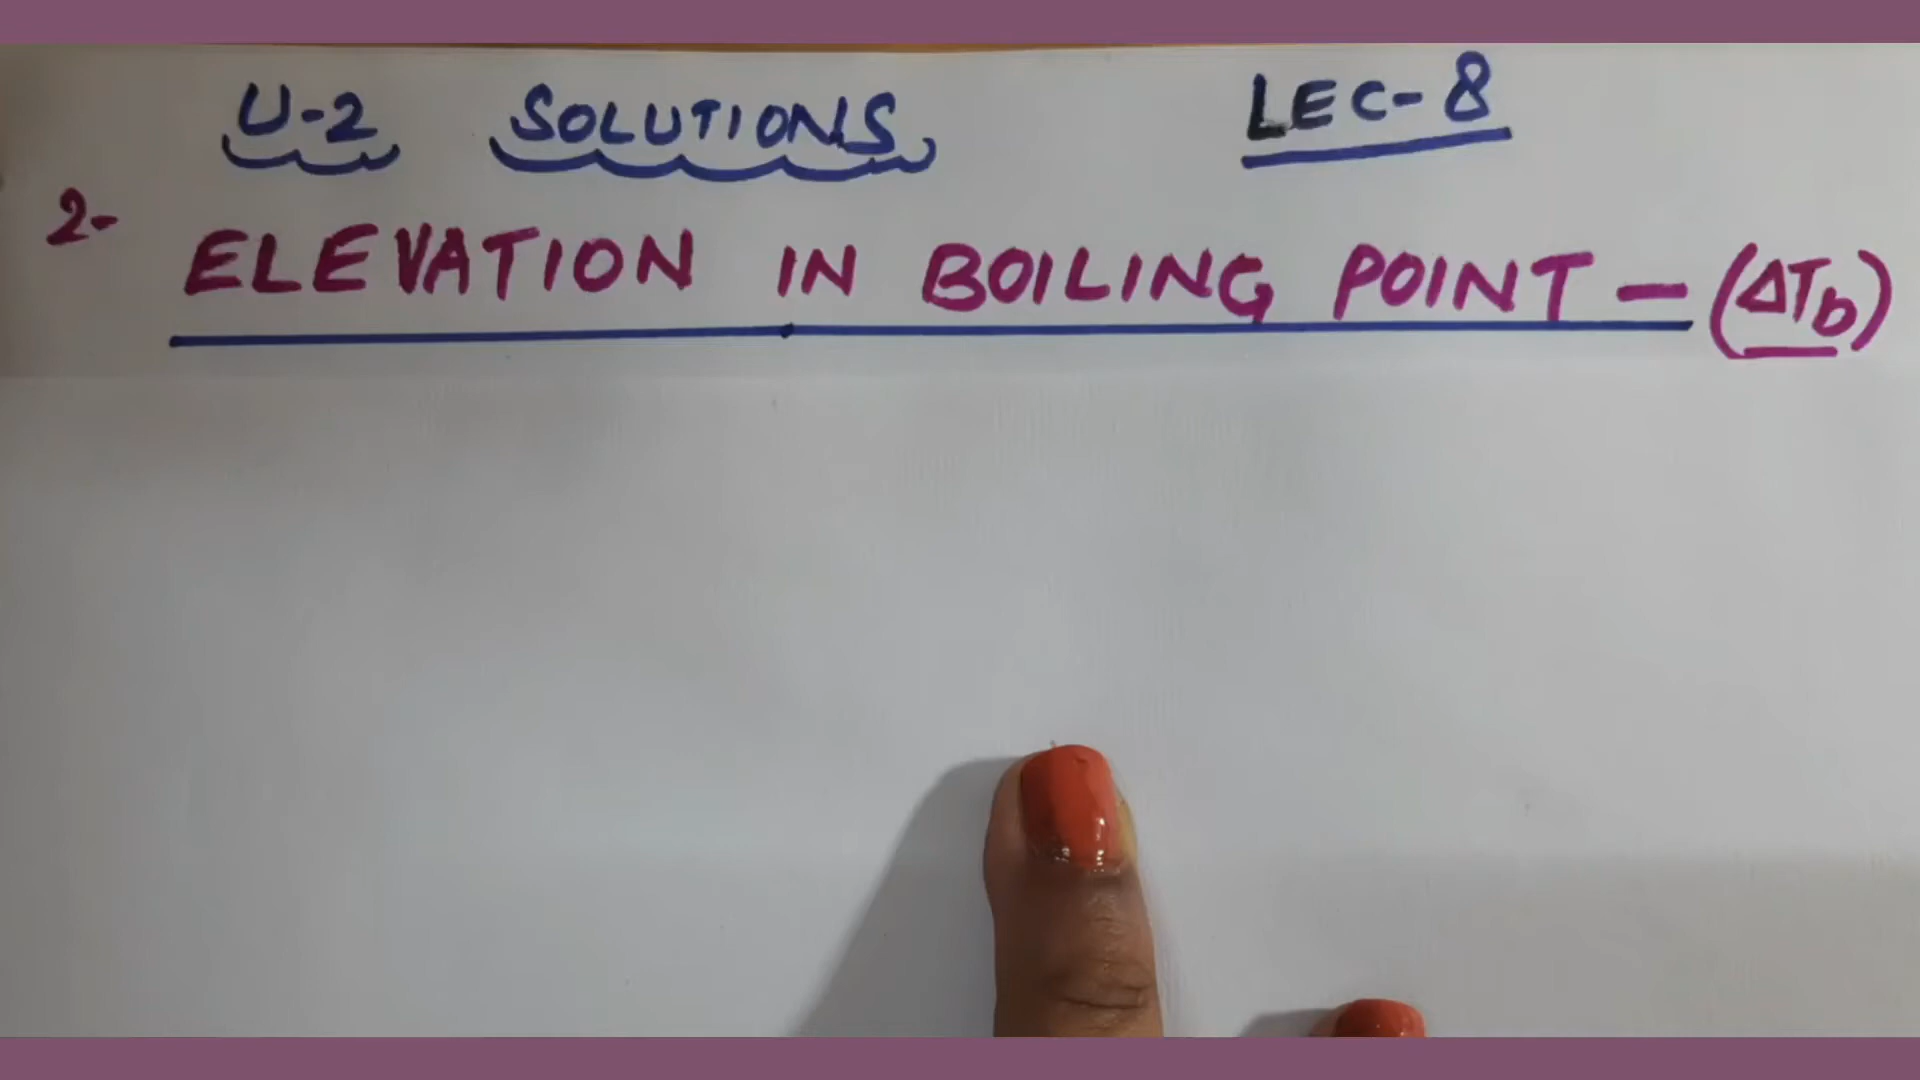 U-2 SOLUTIONS LEC-8
2- ELEVATION IN BOILING POINT - (ΔTb)